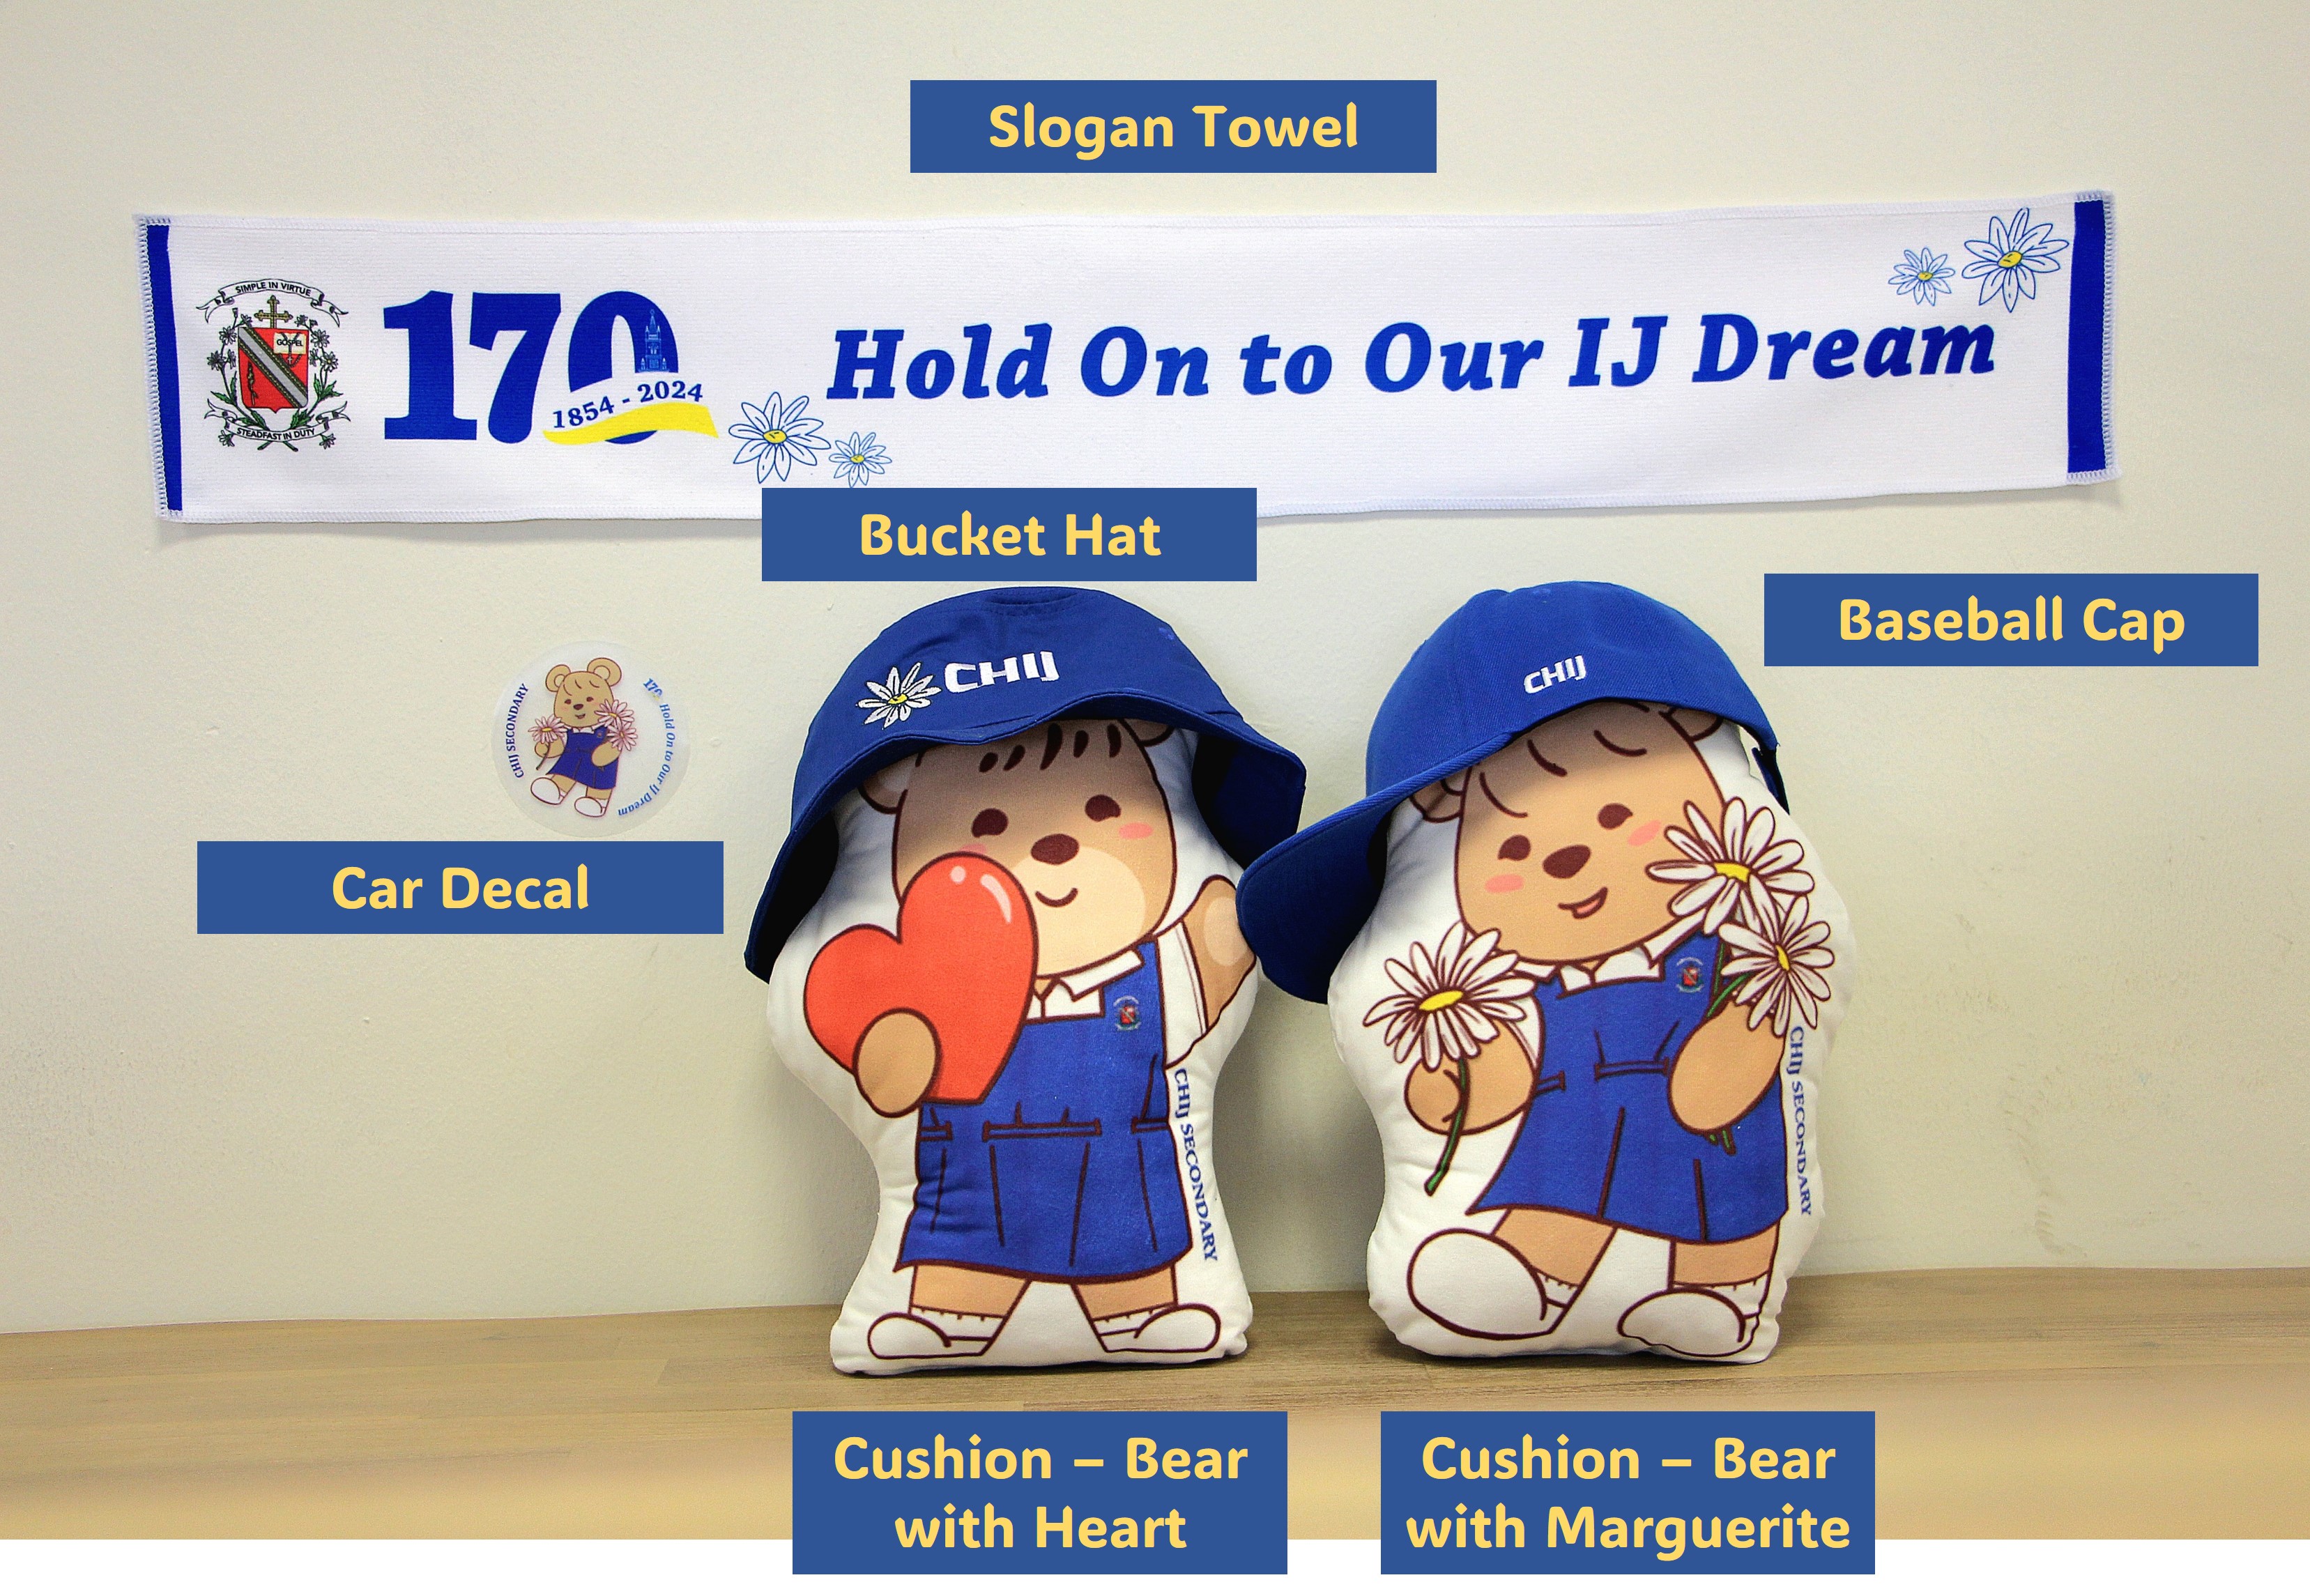 Slogan Towel
SIMPLE IN VIRTUE
GOSPEL
STEADFAST IN DUTY
170
1854 - 2024
Hold On to Our IJ Dream
Bucket Hat
Baseball Cap
CHIJ
CHIJ
CHIJ SECONDARY
170 Hold On to Our IJ Dream
Car Decal
CHIJ SECONDARY
CHIJ SECONDARY
Cushion – Bear
with Heart
Cushion – Bear
with Marguerite